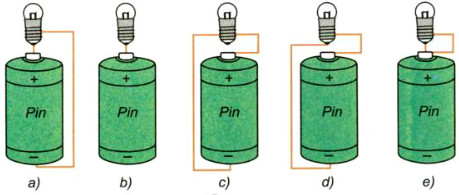 + + + + +
Pin Pin Pin Pin Pin
− − − − −
a) b) c) d) e)